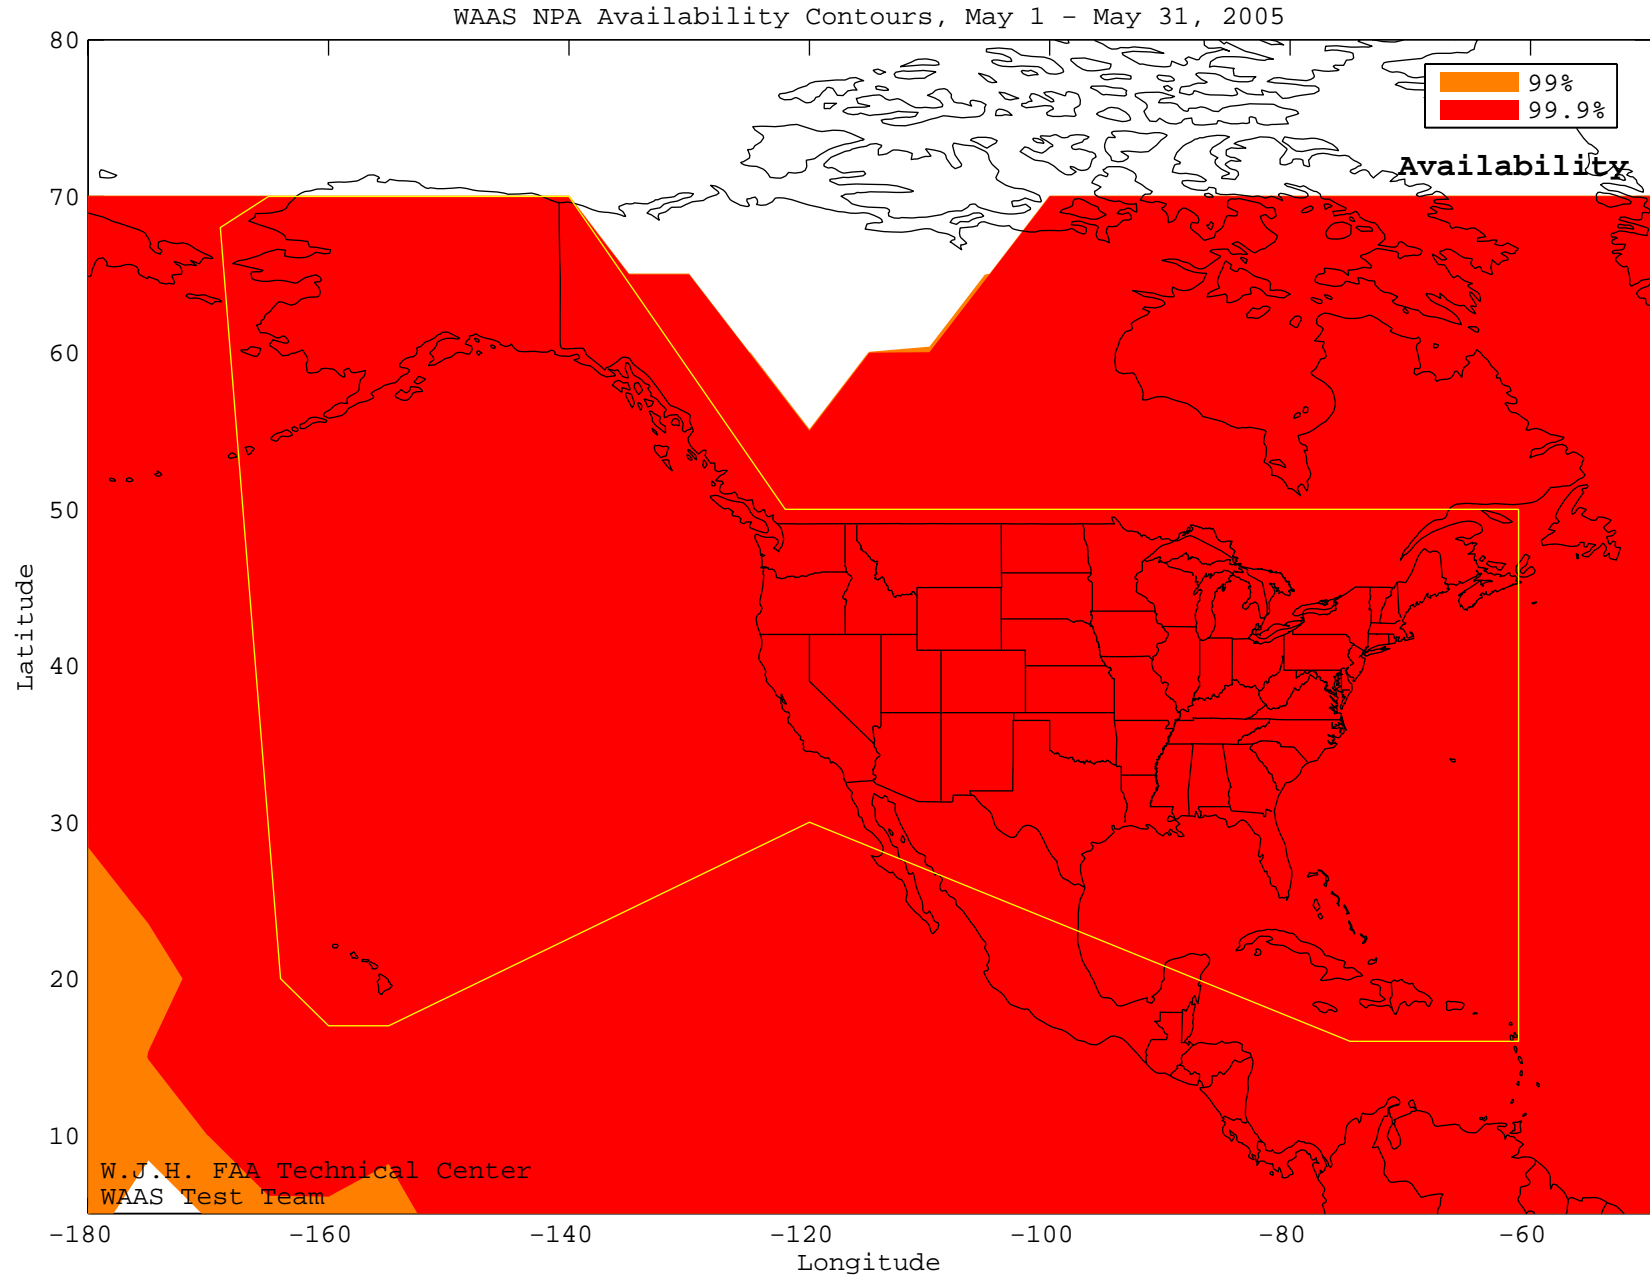 WAAS NPA Availability Contours, May 1 - May 31, 2005
80
99%
99.9%
Availability
70
60
50
Latitude
40
30
20
10
W.J.H. FAA Technical Center
WAAS Test Team
-180 -160 -140 -120 -100 -80 -60
Longitude